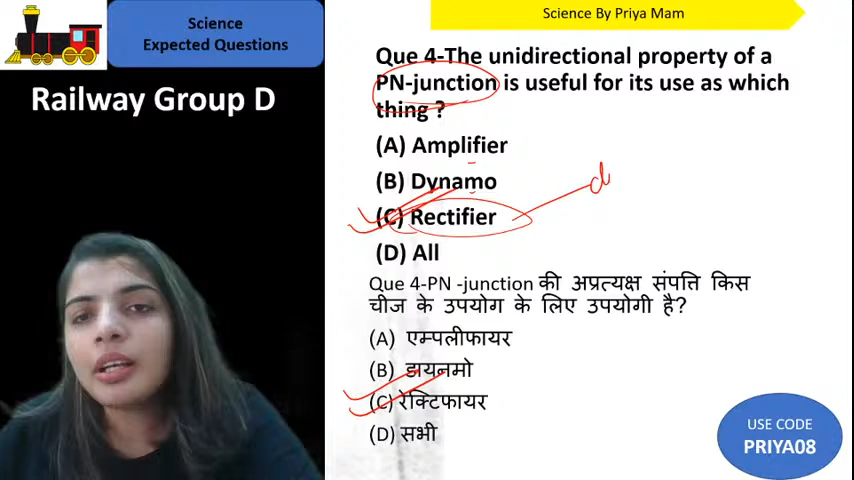 Science
Expected Questions
Railway Group D
Science By Priya Mam
Que 4-The unidirectional property of a
PN-junction is useful for its use as which
thing ?
(A) Amplifier
(B) Dynamo
(C) Rectifier
d
(D) All
Que 4-PN -junction की अप्रत्यक्ष संपत्ति किस
चीज के उपयोग के लिए उपयोगी है?
(A) एम्पलीफायर
(B) डायनमो
(C) रेक्टिफायर
(D) सभी
USE CODE
PRIYA08